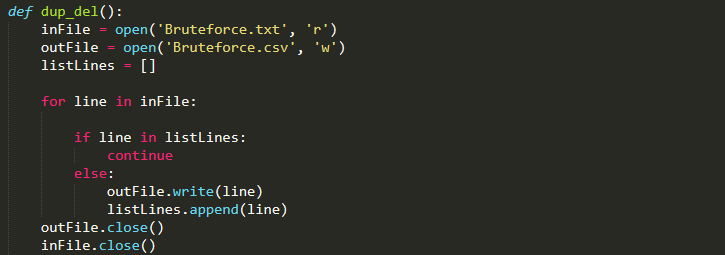 def dup_del():
    inFile = open('Bruteforce.txt', 'r')
    outFile = open('Bruteforce.csv', 'w')
    listLines = []

    for line in inFile:

        if line in listLines:
            continue
        else:
            outFile.write(line)
            listLines.append(line)
    outFile.close()
    inFile.close()